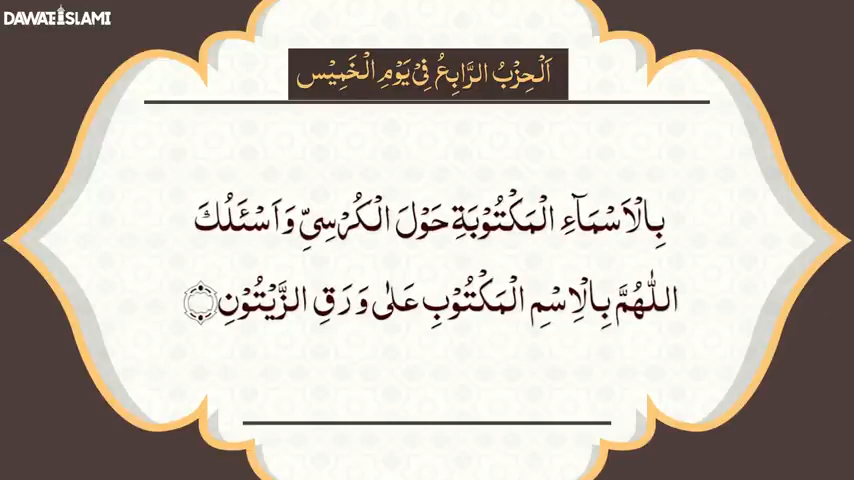 DAWATEISLAMI
اَلْحِزْبُ الرَّابِعُ فِیْ یَوْمِ الْخَمِیْس
بِالْاَسْمَآءِ الْمَكْتُوْبَةِ حَوْلَ الْكُرْسِیِّ وَاَسْئَلُكَ
اللّٰهُمَّ بِالْاِسْمِ الْمَكْتُوْبِ عَلٰی وَرَقِ الزَّیْتُوْنِ